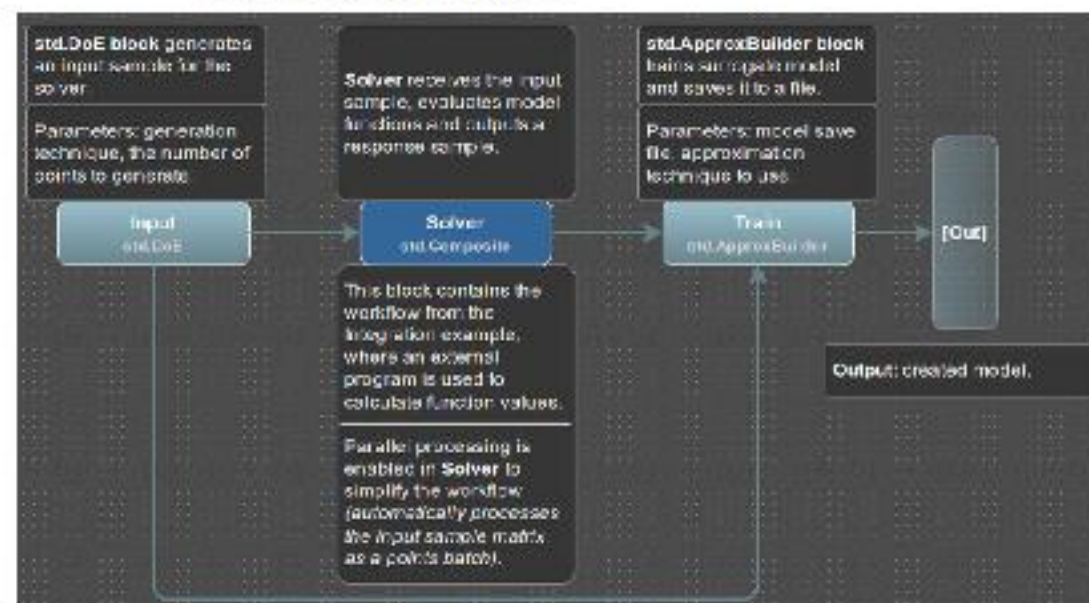 std.DoE block generates
an input sample for the
solver
Parameters: generation
technique, the number of
points to generate
Input
std.DoE
Solver receives the input
sample, evaluates model
functions and outputs a
response sample.
Solver
std.Composite
This block contains the
workflow from the
Integration example,
where an external
program is used to
calculate function values.
Parallel processing is
enabled in Solver to
simplify the workflow
(automatically processes
the input sample matrix
as a points batch).
std.ApproxBuilder block
trains surrogate model
and saves it to a file.
Parameters: model save
file, approximation
technique to use
Train
std.ApproxBuilder
[Out]
Output: created model.